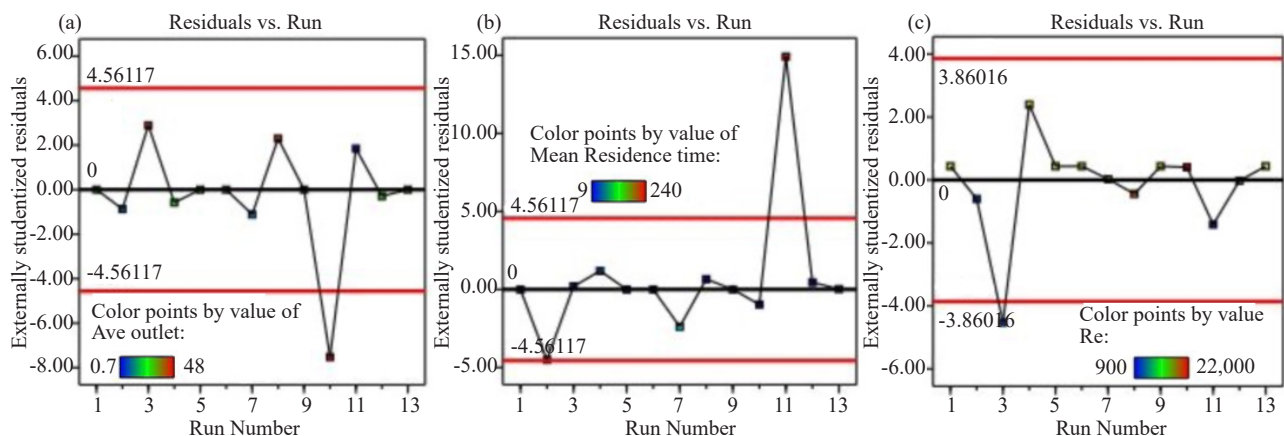 (a)
Residuals vs. Run
Externally studentized residuals
6.00
4.00
2.00
0.00
-2.00
-4.00
-6.00
-8.00
4.56117
0
-4.56117
Color points by value of
Ave outlet:
0.7
48
1 3 5 7 9 11 13
Run Number
(b)
Residuals vs. Run
Externally studentized residuals
15.00
10.00
5.00
0.00
-5.00
Color points by value of
Mean Residence time:
9
240
4.56117
0
-4.56117
1 3 5 7 9 11 13
Run Number
(c)
Residuals vs. Run
Externally studentized residuals
4.00
2.00
0.00
-2.00
-4.00
-6.00
3.86016
0
-3.86016
Color points by value
Re:
900
22,000
1 3 5 7 9 11 13
Run Number